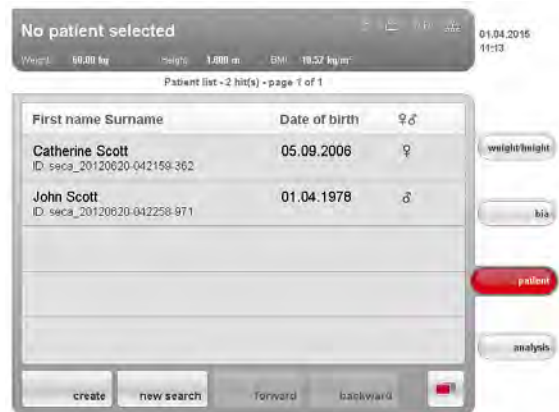 No patient selected
01.04.2015
11:13
Weight: 60.00 kg Height: 1.800 m BMI: 18.52 kg/m²
Patient list - 2 hit(s) - page 1 of 1
First name Surname Date of birth ♀♂
Catherine Scott 05.09.2006 ♀
ID: seca_20120620-042159-362
John Scott 01.04.1978 ♂
ID: seca_20120620-042258-971
weight/height
bia
patient
analysis
create new search forward backward